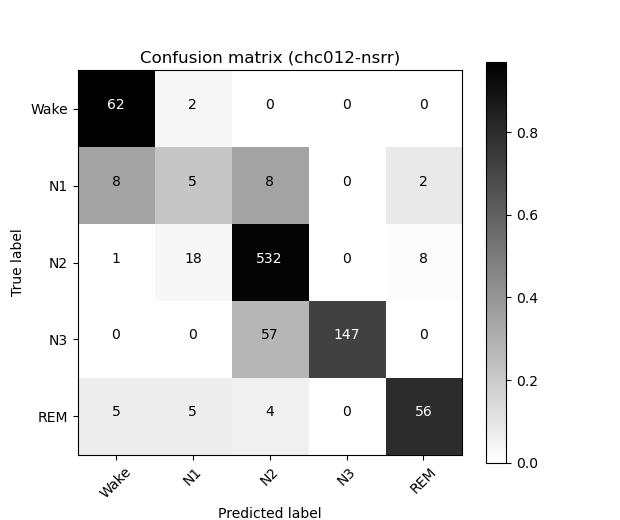 Confusion matrix (chc012-nsrr)
True label
Wake 62 2 0 0 0
N1 8 5 8 0 2
N2 1 18 532 0 8
N3 0 0 57 147 0
REM 5 5 4 0 56
Wake N1 N2 N3 REM
Predicted label
0.8
0.6
0.4
0.2
0.0